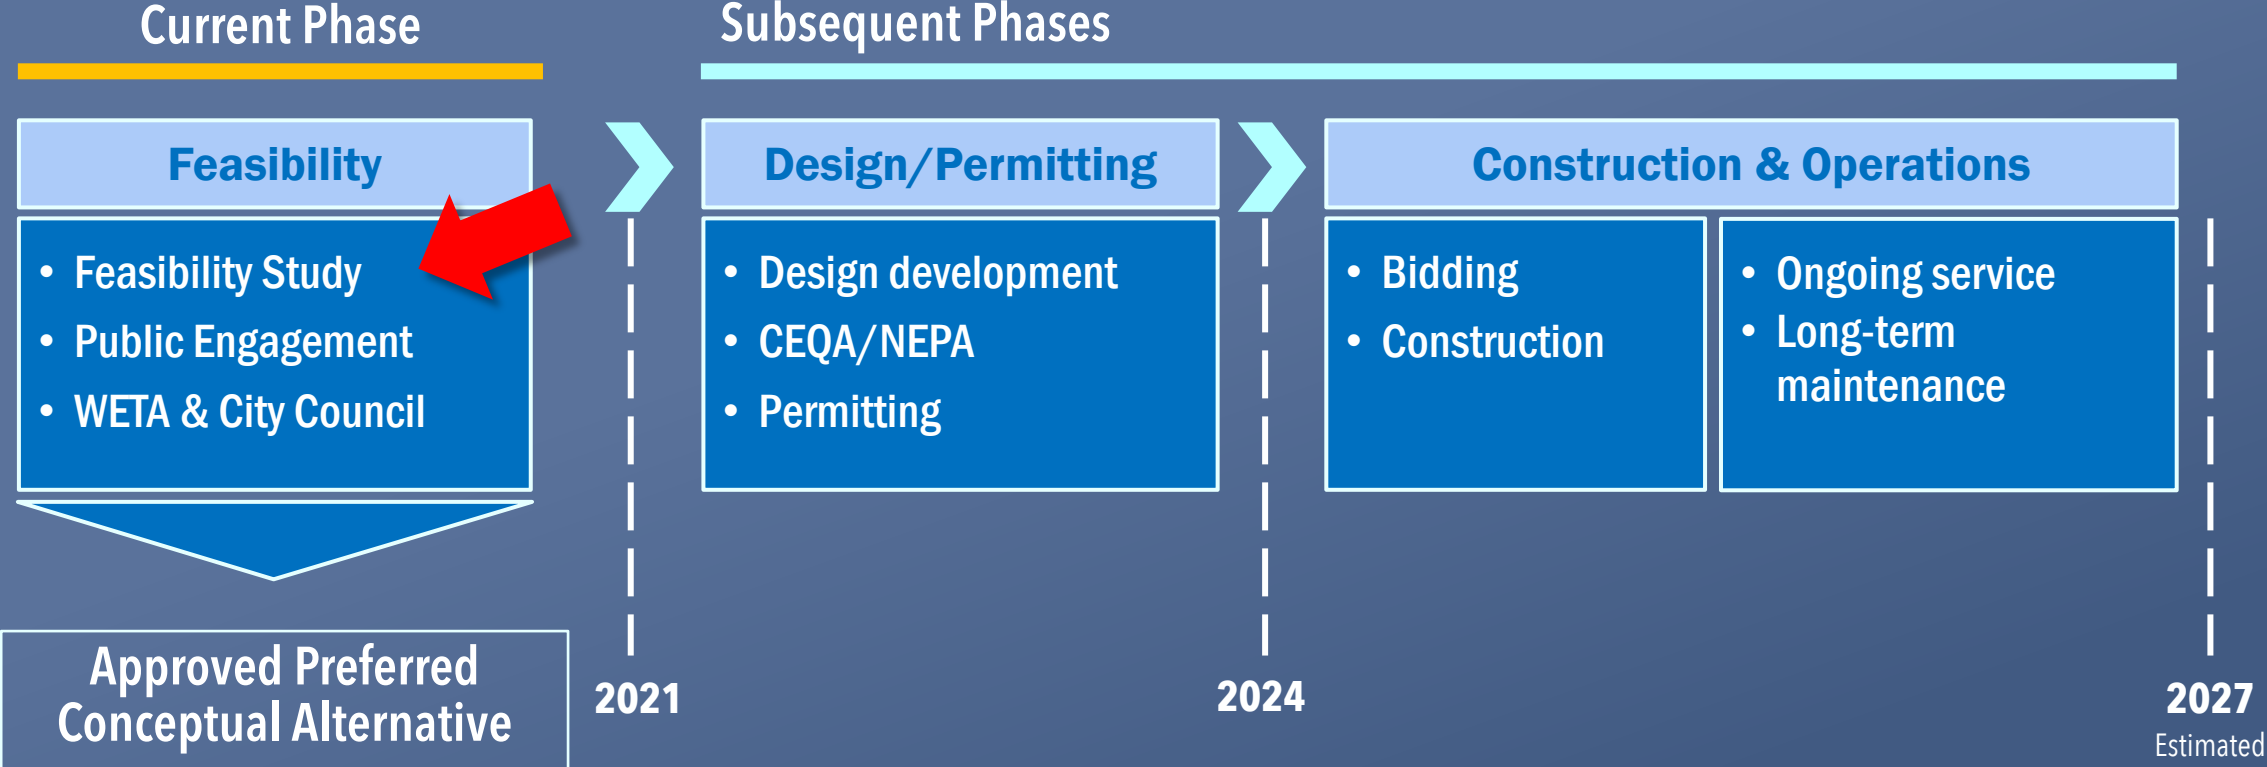 Current Phase
Subsequent Phases
Feasibility
• Feasibility Study
• Public Engagement
• WETA & City Council
Approved Preferred
Conceptual Alternative
2021
Design/Permitting
• Design development
• CEQA/NEPA
• Permitting
2024
Construction & Operations
• Bidding
• Construction
• Ongoing service
• Long-term
maintenance
2027
Estimated